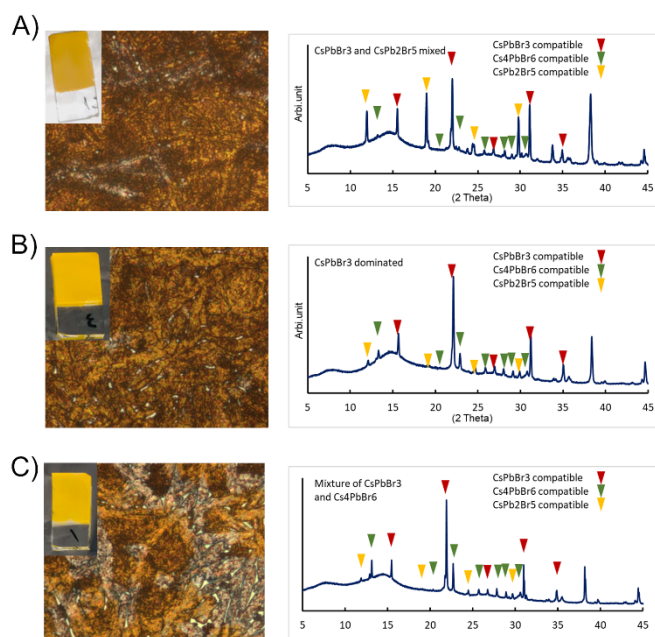 A)
CsPbBr3 and CsPb2Br5 mixed
CsPbBr3 compatible
Cs4PbBr6 compatible
CsPb2Br5 compatible
Arbi.unit
5 10 15 20 25 30 35 40 45
(2 Theta)
B)
3
CsPbBr3 dominated
CsPbBr3 compatible
Cs4PbBr6 compatible
CsPb2Br5 compatible
Arbi.unit
5 10 15 20 25 30 35 40 45
(2 Theta)
C)
1
Mixture of CsPbBr3
and Cs4PbBr6
CsPbBr3 compatible
Cs4PbBr6 compatible
CsPb2Br5 compatible
5 10 15 20 25 30 35 40 45